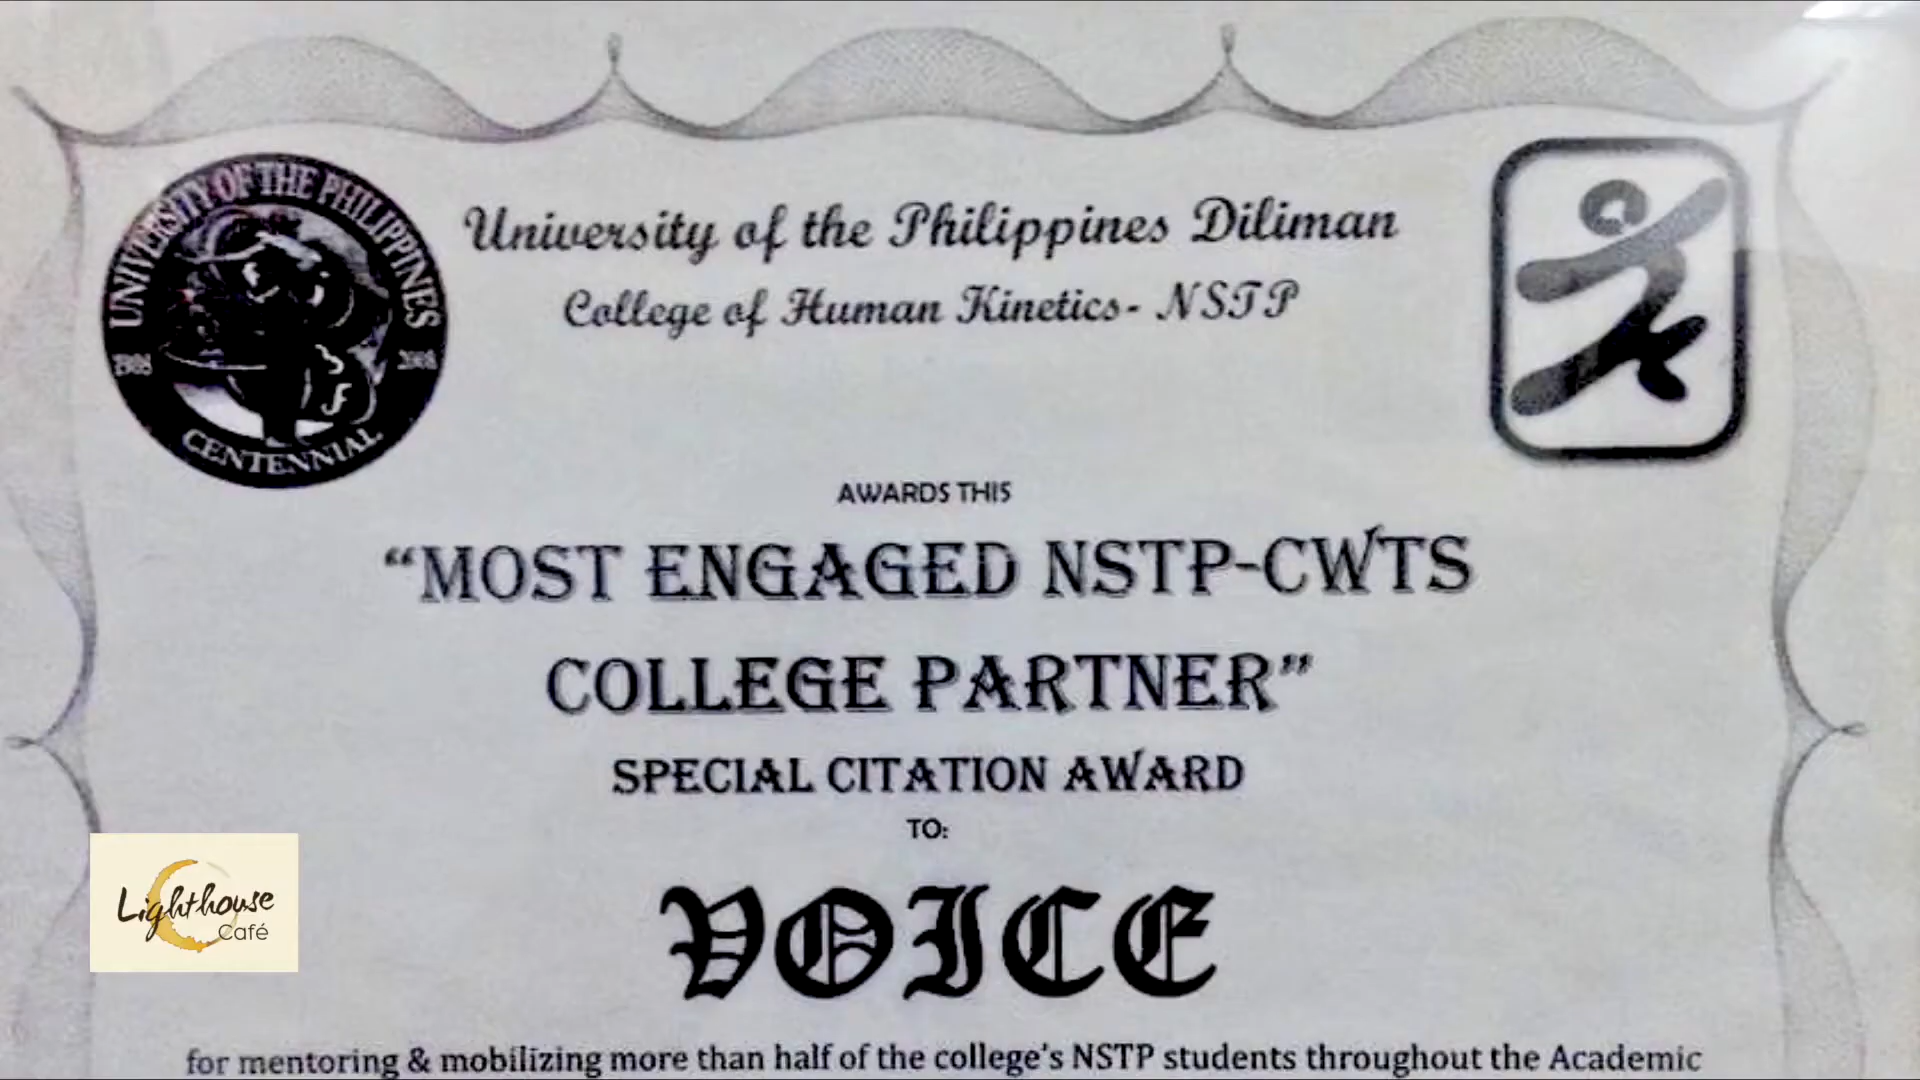 UNIVERSITY OF THE PHILIPPINES
CENTENNIAL
University of the Philippines Diliman
College of Human Kinetics- NSTP
AWARDS THIS
“MOST ENGAGED NSTP-CWTS
COLLEGE PARTNER”
SPECIAL CITATION AWARD
TO:
VOICE
for mentoring & mobilizing more than half of the college’s NSTP students throughout the Academic
Lighthouse
Café